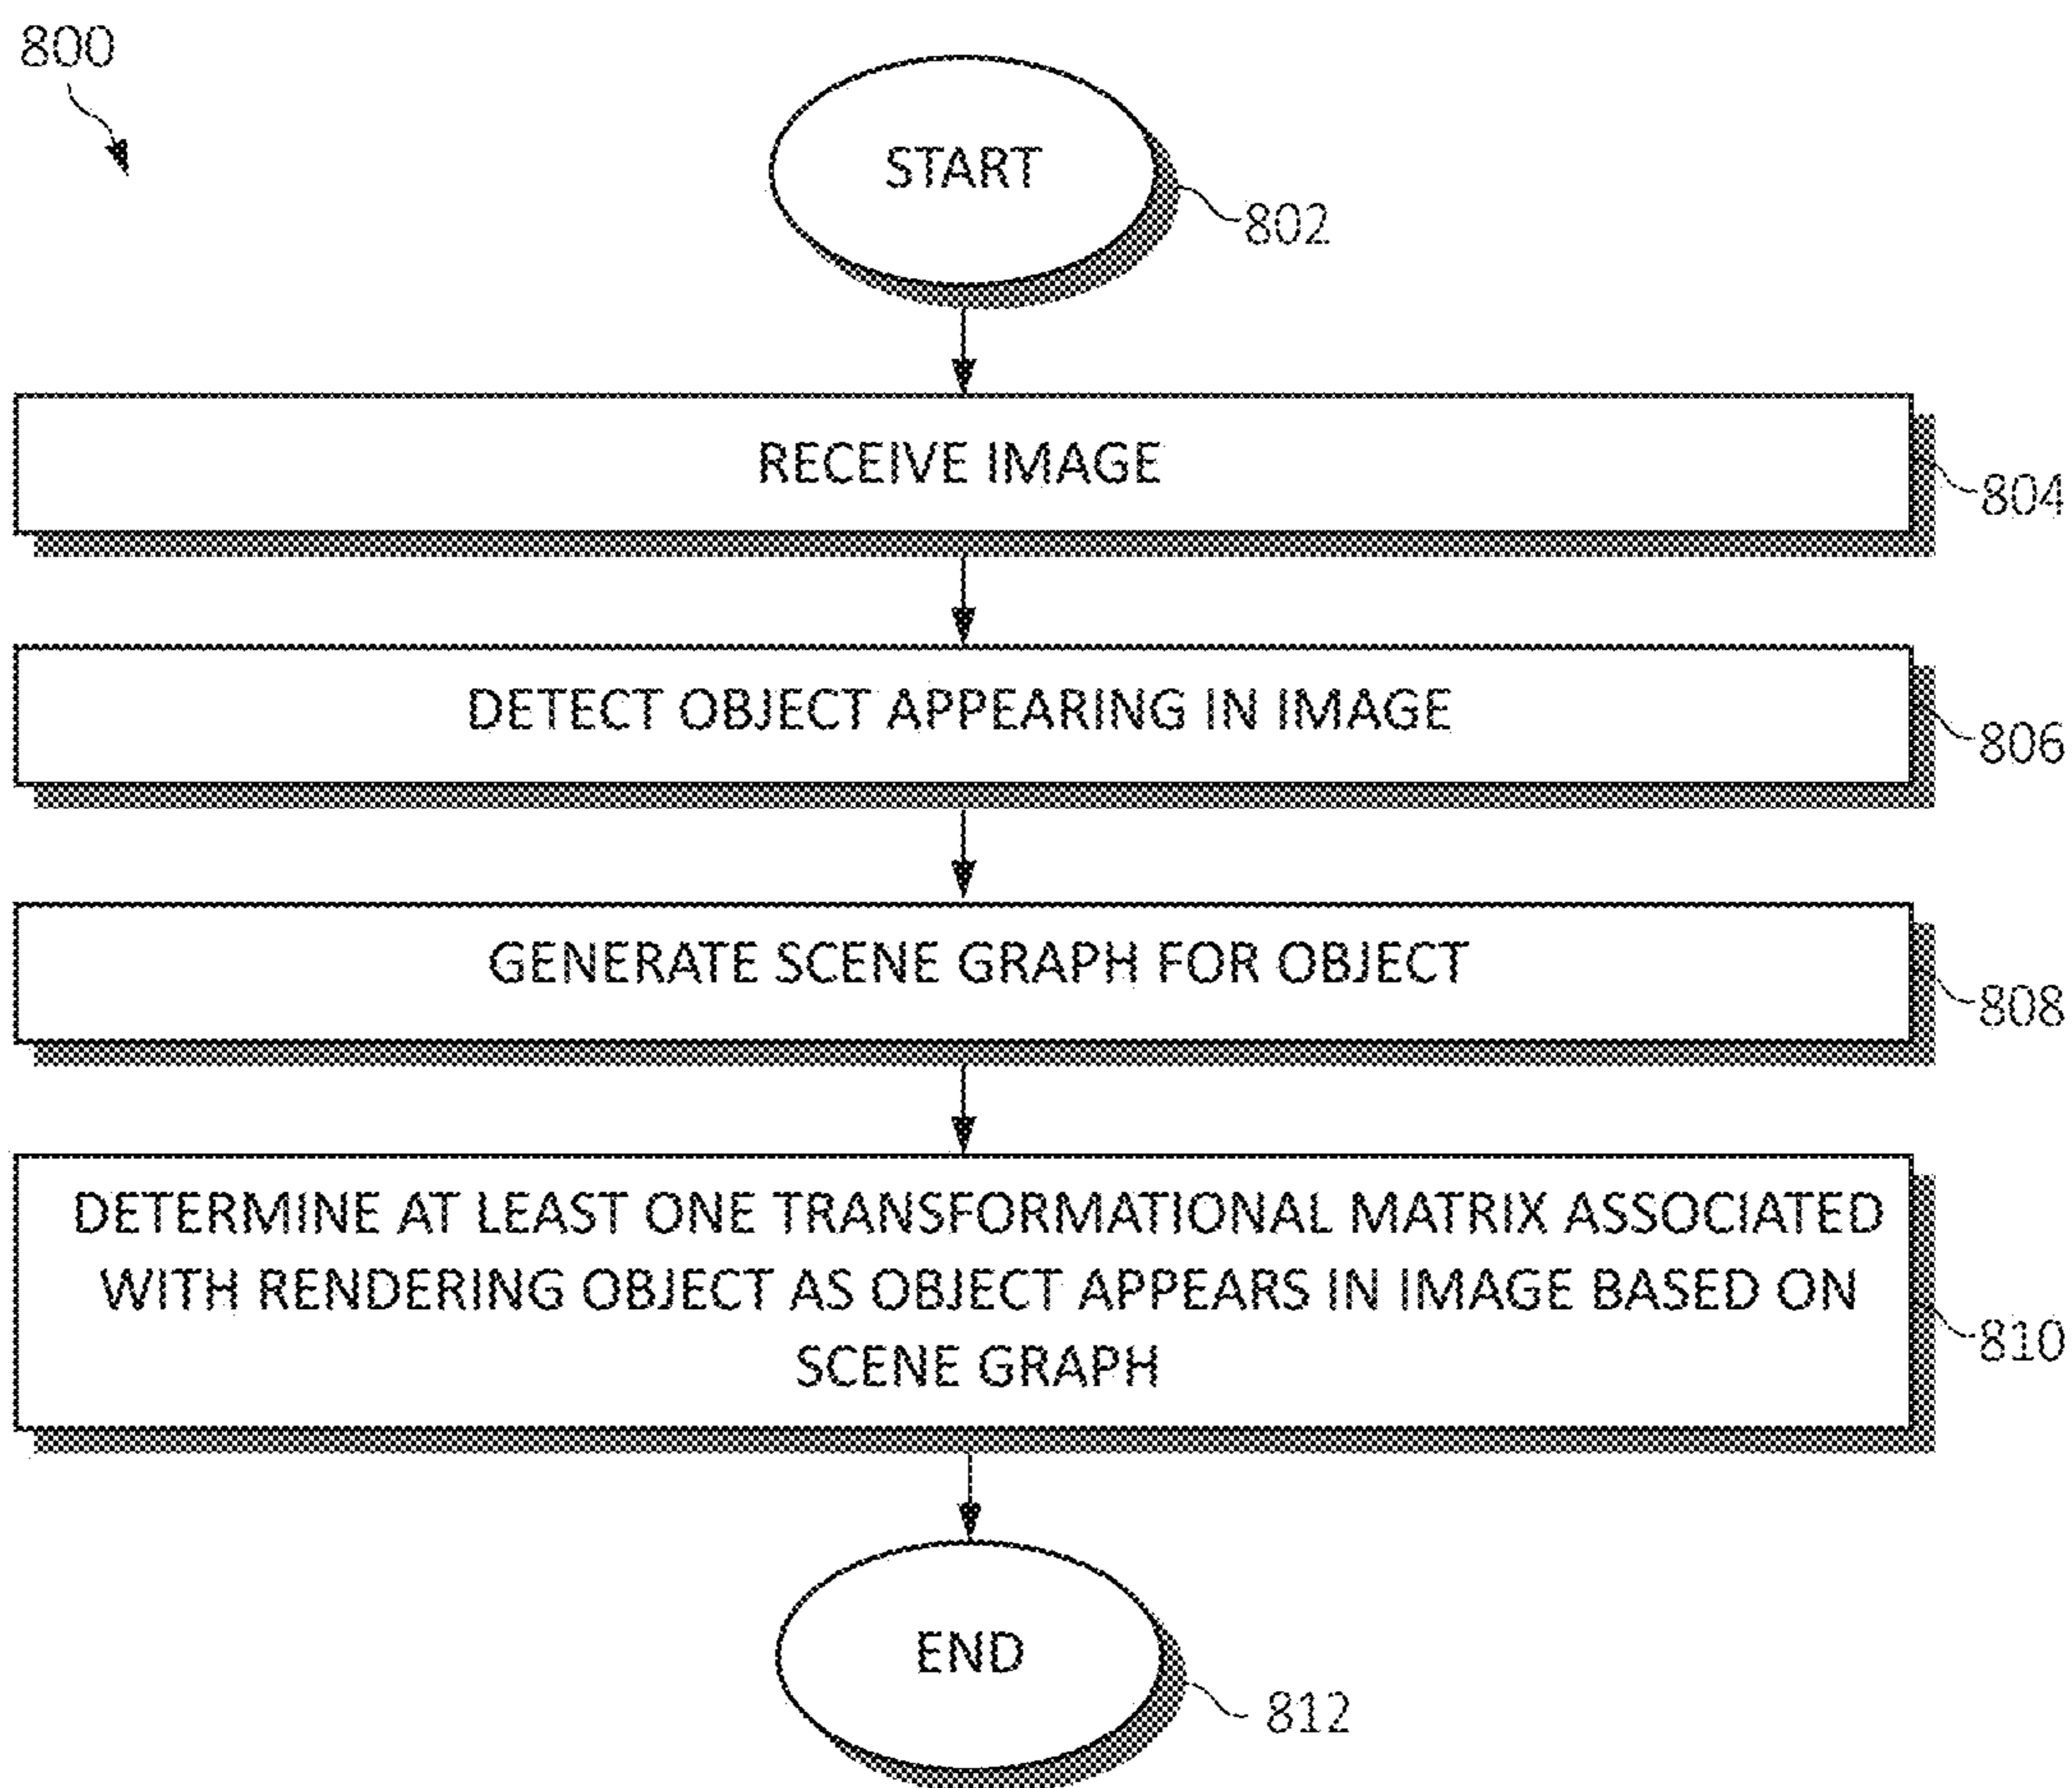 800
START
802
RECEIVE IMAGE
804
DETECT OBJECT APPEARING IN IMAGE
806
GENERATE SCENE GRAPH FOR OBJECT
808
DETERMINE AT LEAST ONE TRANSFORMATIONAL MATRIX ASSOCIATED
WITH RENDERING OBJECT AS OBJECT APPEARS IN IMAGE BASED ON
SCENE GRAPH
810
END
812